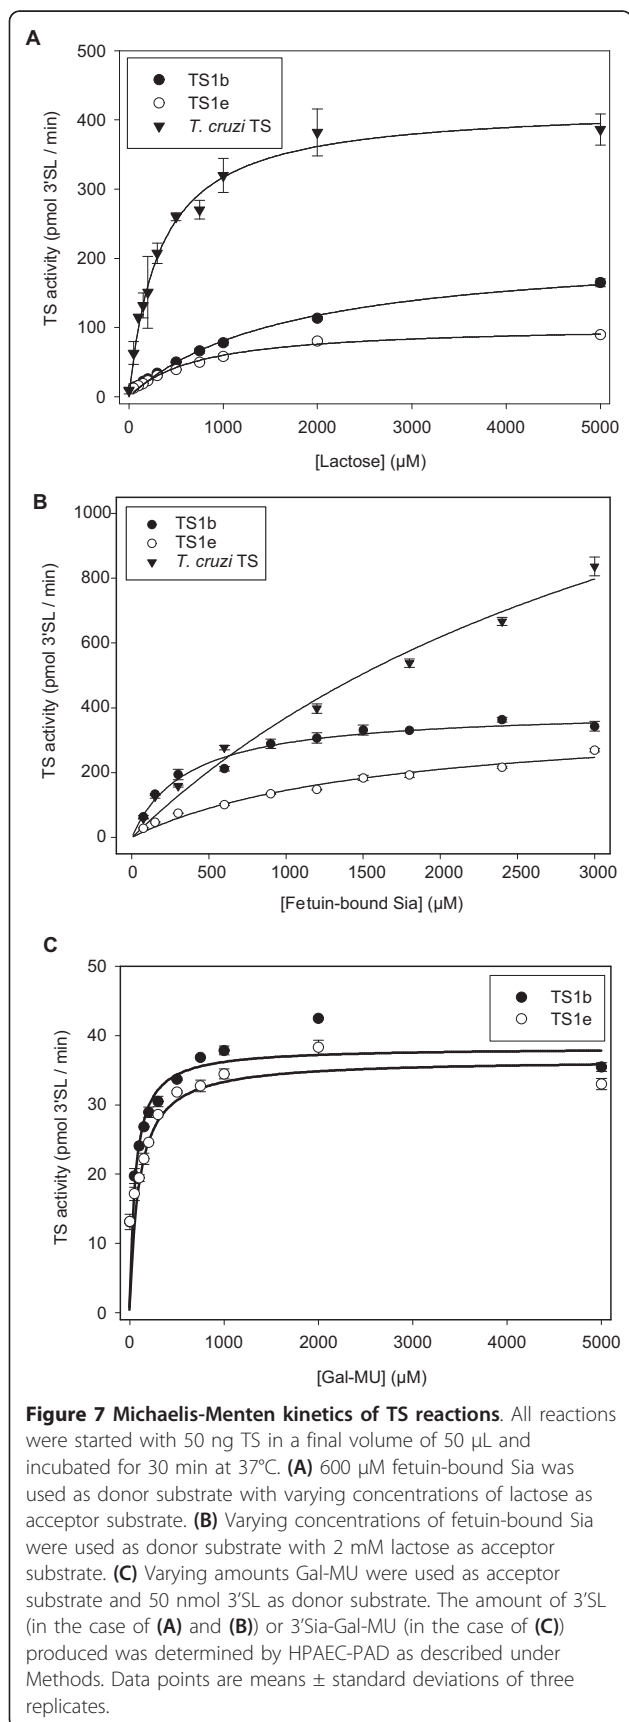 A
500
400
300
200
100
0
TS activity (pmol 3'SL / min)
TS1b
TS1e
T. cruzi TS
0 1000 2000 3000 4000 5000
[Lactose] (µM)
B
1000
800
600
400
200
0
TS activity (pmol 3'SL / min)
TS1b
TS1e
T. cruzi TS
0 500 1000 1500 2000 2500 3000
[Fetuin-bound Sia] (µM)
C
50
40
30
20
10
0
TS activity (pmol 3'SL / min)
TS1b
TS1e
0 1000 2000 3000 4000 5000
[Gal-MU] (µM)
Figure 7 Michaelis-Menten kinetics of TS reactions. All reactions
were started with 50 ng TS in a final volume of 50 µL and
incubated for 30 min at 37°C. (A) 600 µM fetuin-bound Sia was
used as donor substrate with varying concentrations of lactose as
acceptor substrate. (B) Varying concentrations of fetuin-bound Sia
were used as donor substrate with 2 mM lactose as acceptor
substrate. (C) Varying amounts Gal-MU were used as acceptor
substrate and 50 nmol 3'SL as donor substrate. The amount of 3'SL
(in the case of (A) and (B)) or 3'Sia-Gal-MU (in the case of (C))
produced was determined by HPAEC-PAD as described under
Methods. Data points are means ± standard deviations of three
replicates.